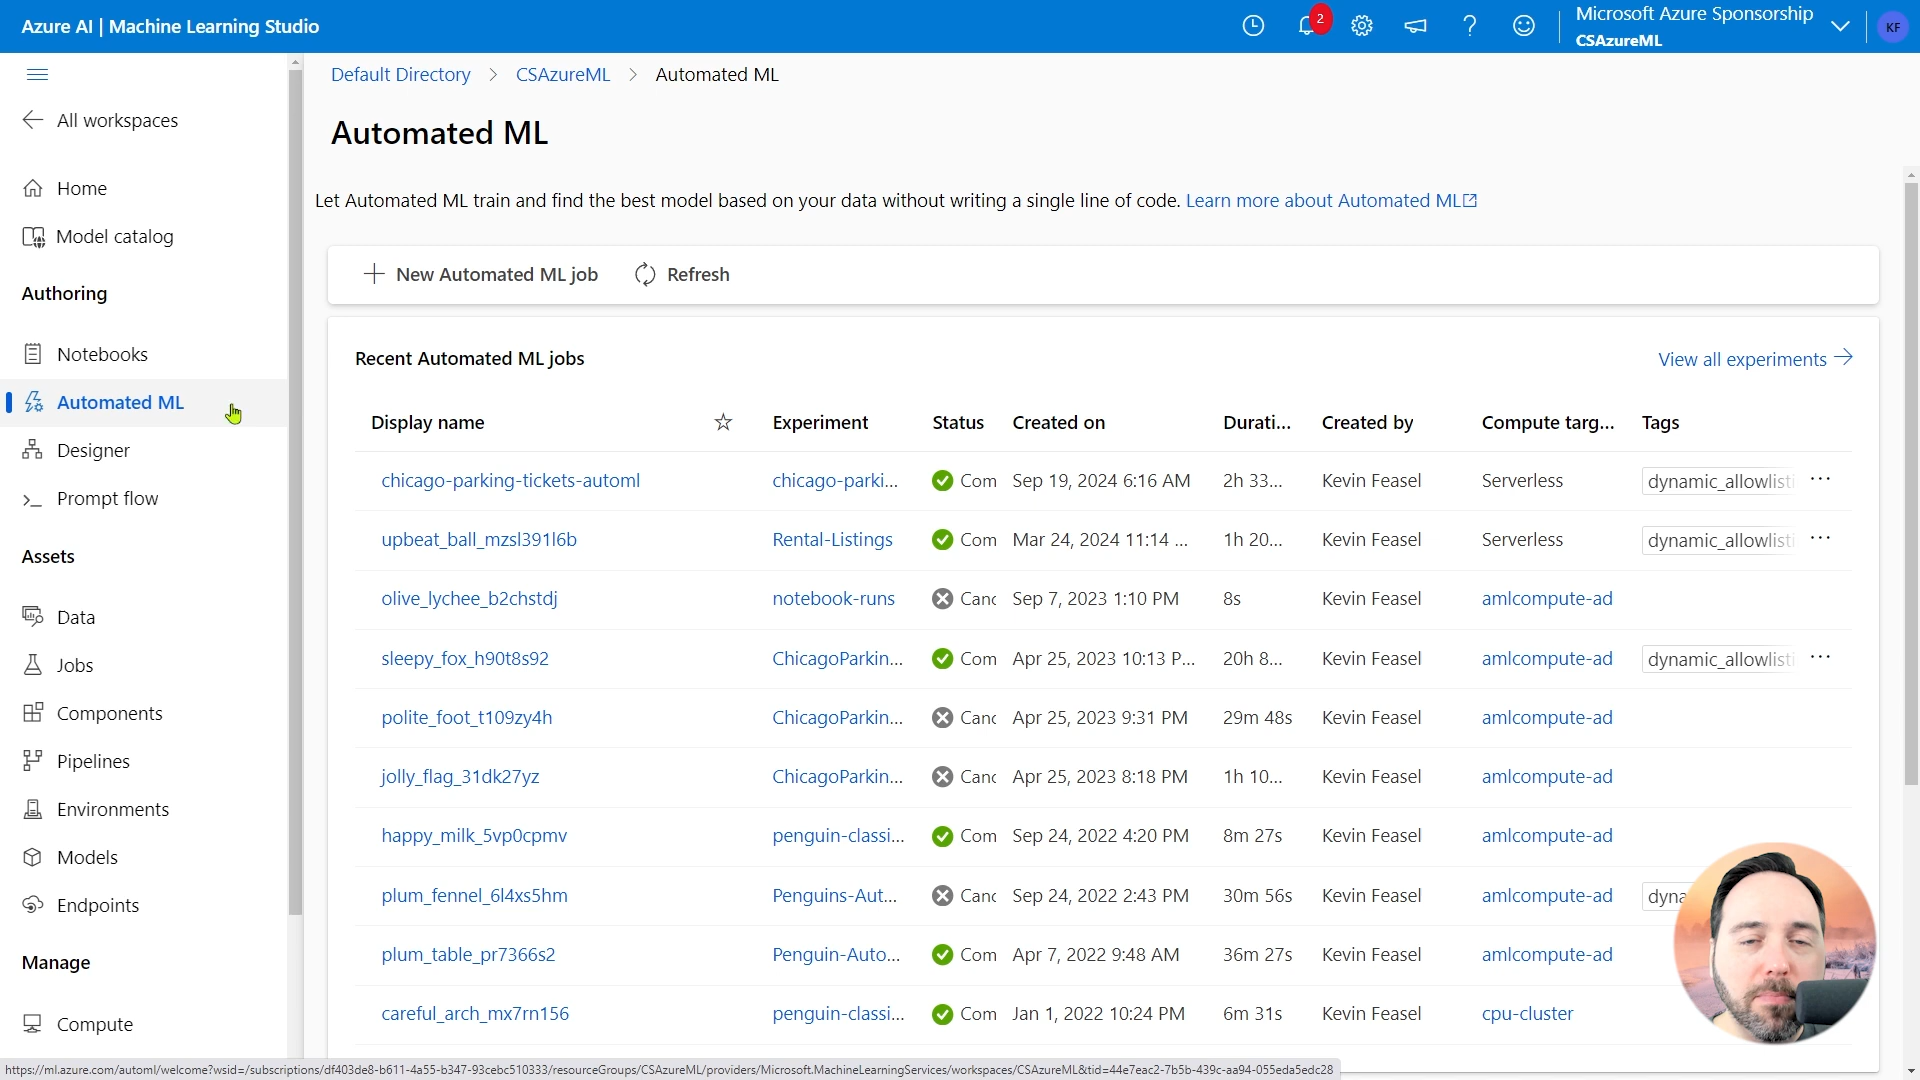 Azure AI | Machine Learning Studio
2
Microsoft Azure Sponsorship
CSAzureML
KF
All workspaces
Home
Model catalog
Authoring
Notebooks
Automated ML
Designer
Prompt flow
Assets
Data
Jobs
Components
Pipelines
Environments
Models
Endpoints
Manage
Compute
Default Directory > CSAzureML > Automated ML
Automated ML
Let Automated ML train and find the best model based on your data without writing a single line of code. Learn more about Automated ML
New Automated ML job Refresh
Recent Automated ML jobs View all experiments
Display name Experiment Status Created on Durati... Created by Compute targ... Tags
chicago-parking-tickets-automl chicago-parki... Com Sep 19, 2024 6:16 AM 2h 33... Kevin Feasel Serverless dynamic_allowlisti ...
upbeat_ball_mzsl391l6b Rental-Listings Com Mar 24, 2024 11:14 ... 1h 20... Kevin Feasel Serverless dynamic_allowlisti ...
olive_lychee_b2chstdj notebook-runs Canc Sep 7, 2023 1:10 PM 8s Kevin Feasel amlcompute-ad
sleepy_fox_h90t8s92 ChicagoParkin... Com Apr 25, 2023 10:13 P... 20h 8... Kevin Feasel amlcompute-ad dynamic_allowlisti ...
polite_foot_t109zy4h ChicagoParkin... Canc Apr 25, 2023 9:31 PM 29m 48s Kevin Feasel amlcompute-ad
jolly_flag_31dk27yz ChicagoParkin... Canc Apr 25, 2023 8:18 PM 1h 10... Kevin Feasel amlcompute-ad
happy_milk_5vp0cpmv penguin-classi... Com Sep 24, 2022 4:20 PM 8m 27s Kevin Feasel amlcompute-ad
plum_fennel_6l4xs5hm Penguins-Aut... Canc Sep 24, 2022 2:43 PM 30m 56s Kevin Feasel amlcompute-ad dyna
plum_table_pr7366s2 Penguin-Auto... Com Apr 7, 2022 9:48 AM 36m 27s Kevin Feasel amlcompute-ad
careful_arch_mx7rn156 penguin-classi... Com Jan 1, 2022 10:24 PM 6m 31s Kevin Feasel cpu-cluster
https://ml.azure.com/automl/welcome?wsid=/subscriptions/df403de8-b611-4a55-b347-93cebc510333/resourceGroups/CSAzureML/providers/Microsoft.MachineLearningServices/workspaces/CSAzureML&tid=44e7eac2-7b5b-439c-aa94-055eda5edc28